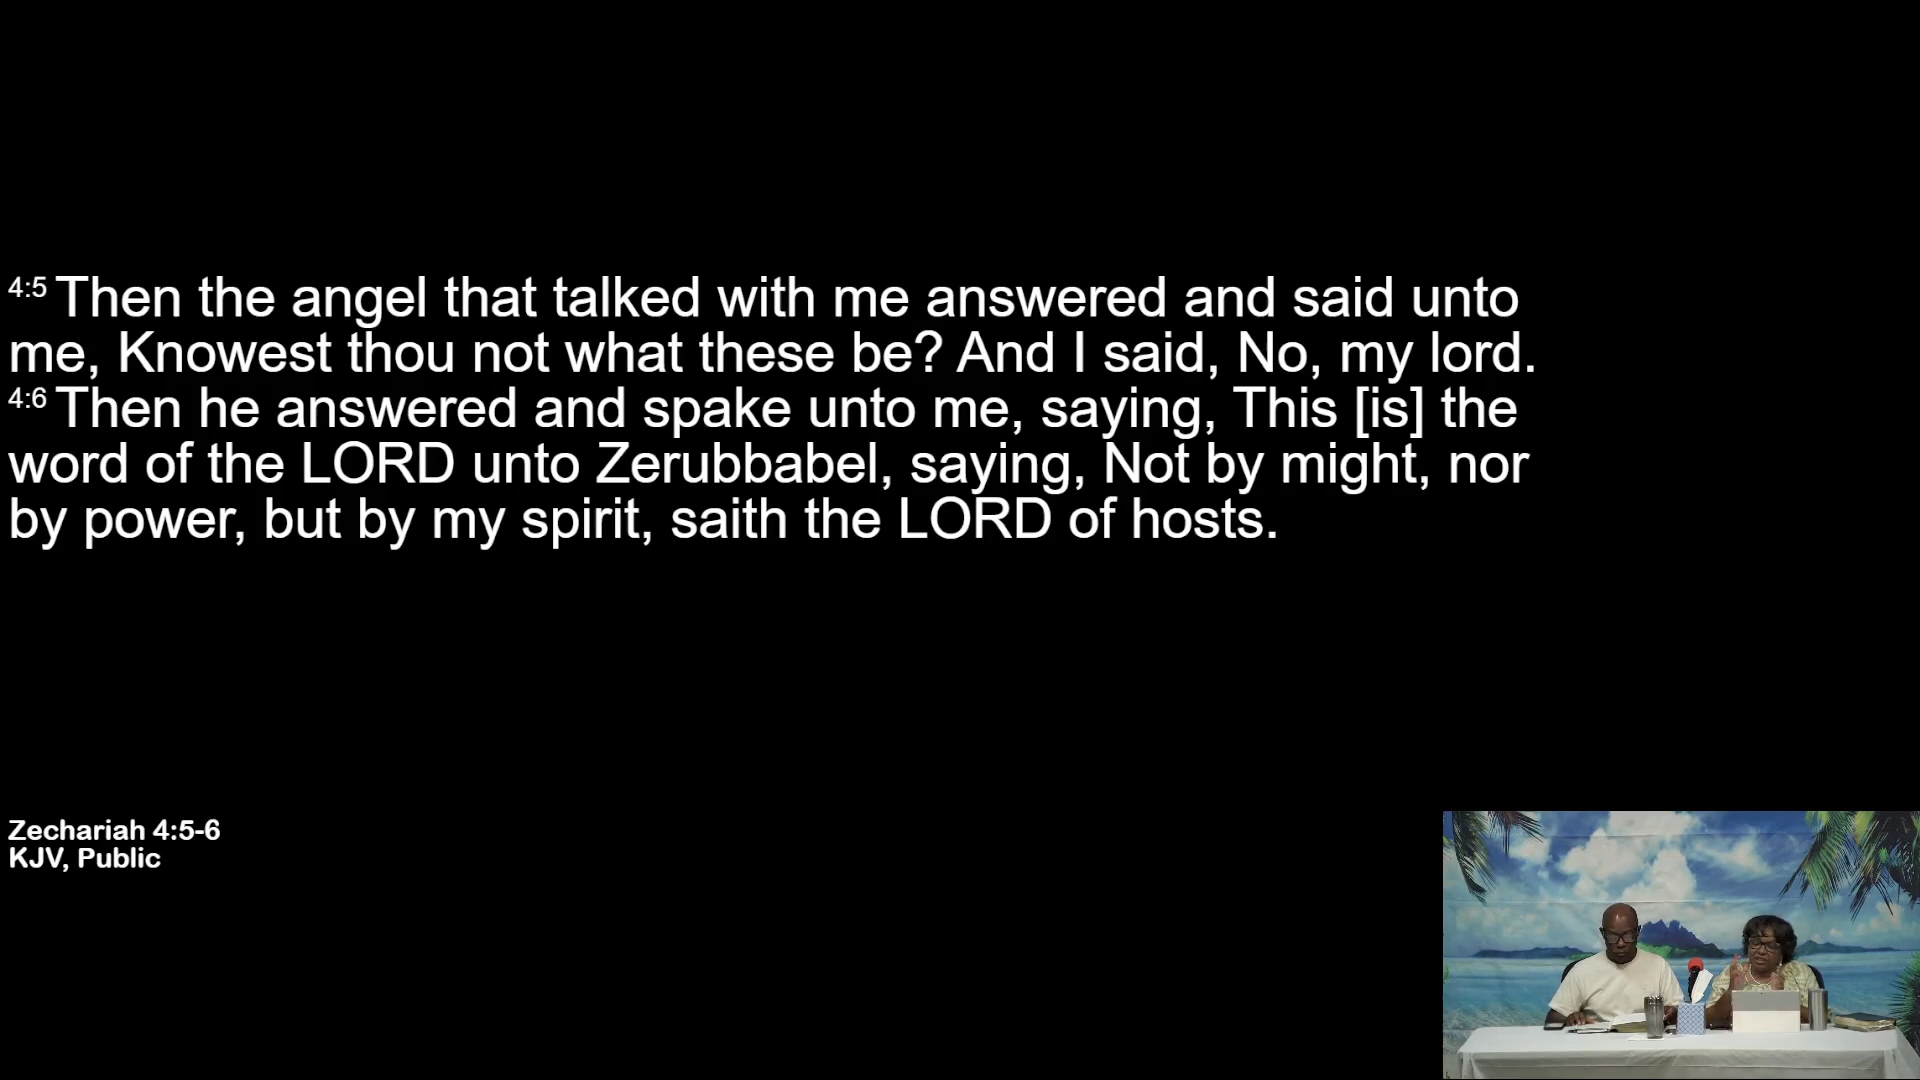 4:5 Then the angel that talked with me answered and said unto
me, Knowest thou not what these be? And I said, No, my lord.
4:6 Then he answered and spake unto me, saying, This [is] the
word of the LORD unto Zerubbabel, saying, Not by might, nor
by power, but by my spirit, saith the LORD of hosts.
Zechariah 4:5-6
KJV, Public